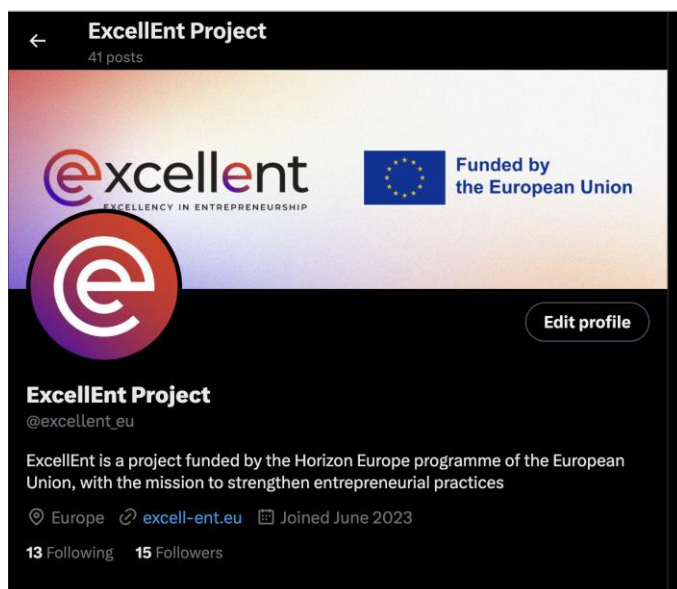 ExcellEnt Project
41 posts
excellent
EXCELLENCY IN ENTREPRENEURSHIP
Funded by
the European Union
e
Edit profile
ExcellEnt Project
@excellent_eu
ExcellEnt is a project funded by the Horizon Europe programme of the European
Union, with the mission to strengthen entrepreneurial practices
Europe excell-ent.eu Joined June 2023
13 Following 15 Followers